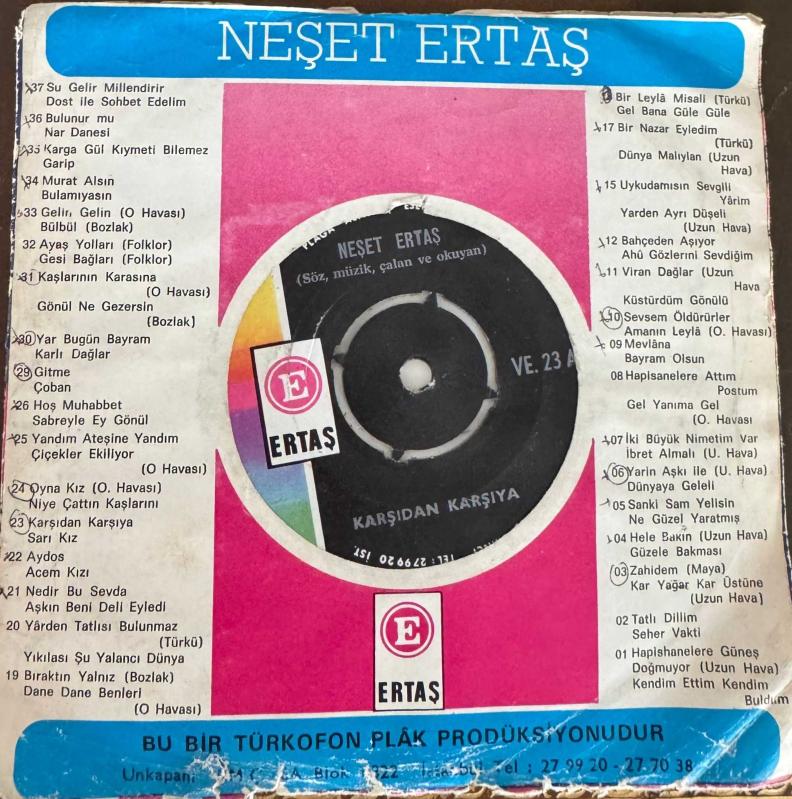 NEŞET ERTAŞ
37 Su Gelir Millendirir
Dost ile Sohbet Edelim
36 Bulunur mu
Nar Danesi
35 Karga Gül Kıymeti Bilemez
Garip
34 Murat Alsın
Bulamıyasın
33 Gelin Gelin (O Havası)
Bülbül (Bozlak)
32 Ayaş Yolları (Folklor)
Gesi Bağları (Folklor)
31 Kaşlarının Karasına
(O Havası)
Gönül Ne Gezersin
(Bozlak)
30 Yar Bugün Bayram
Karlı Dağlar
29 Gitme
Çoban
26 Hoş Muhabbet
Sabreyle Ey Gönül
25 Yandım Ateşine Yandım
Çiçekler Ekiliyor
(O Havası)
24 Oyna Kız (O. Havası)
Niye Çattın Kaşlarını
23 Karşıdan Karşıya
Sarı Kız
22 Aydos
Acem Kızı
21 Nedir Bu Sevda
Aşkın Beni Deli Eyledi
20 Yârden Tatlısı Bulunmaz
(Türkü)
Yıkılası Şu Yalancı Dünya
19 Bıraktın Yalnız (Bozlak)
Dane Dane Benleri
(O Havası)
NEŞET ERTAŞ
(Söz, müzik, çalan ve okuyan)
VE. 23 A
E
ERTAŞ
KARŞIDAN KARŞIYA
TEL: 279920 İST.
E
ERTAŞ
Bir Leylâ Misali (Türkü)
Gel Bana Güle Güle
17 Bir Nazar Eyledim
(Türkü)
Dünya Malıylan (Uzun
Hava)
15 Uykudamısın Sevgili
Yârim
Yarden Ayrı Düşeli
(Uzun Hava)
12 Bahçeden Aşıyor
Ahû Gözlerini Sevdiğim
11 Viran Dağlar (Uzun
Hava
Küstürdüm Gönülü
10 Sevsem Öldürürler
Amanın Leylâ (O. Havası)
09 Mevlâna
Bayram Olsun
08 Hapisanelere Attım
Postum
Gel Yanıma Gel
(O. Havası
07 İki Büyük Nimetim Var
İbret Almalı (U. Hava)
06 Yarin Aşkı ile (U. Hava)
Dünyaya Geleli
05 Sanki Sam Yelisin
Ne Güzel Yaratmış
04 Hele Bakın (Uzun Hava)
Güzele Bakması
03 Zahidem (Maya)
Kar Yağar Kar Üstüne
(Uzun Hava)
02 Tatlı Dillim
Seher Vakti
01 Hapishanelere Güneş
Doğmuyor (Uzun Hava)
Kendim Ettim Kendim
Buldum
BU BİR TÜRKOFON PLÂK PRODÜKSİYONUDUR
Unkapanı Blok İstanbul Tel : 27 99 20 - 27 70 38